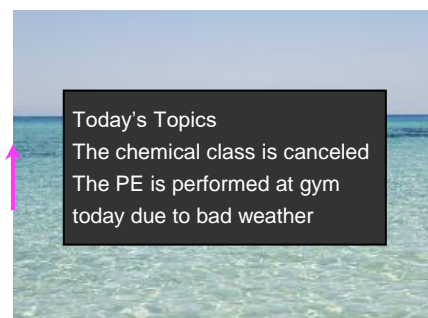 Today's Topics
The chemical class is canceled
The PE is performed at gym
today due to bad weather